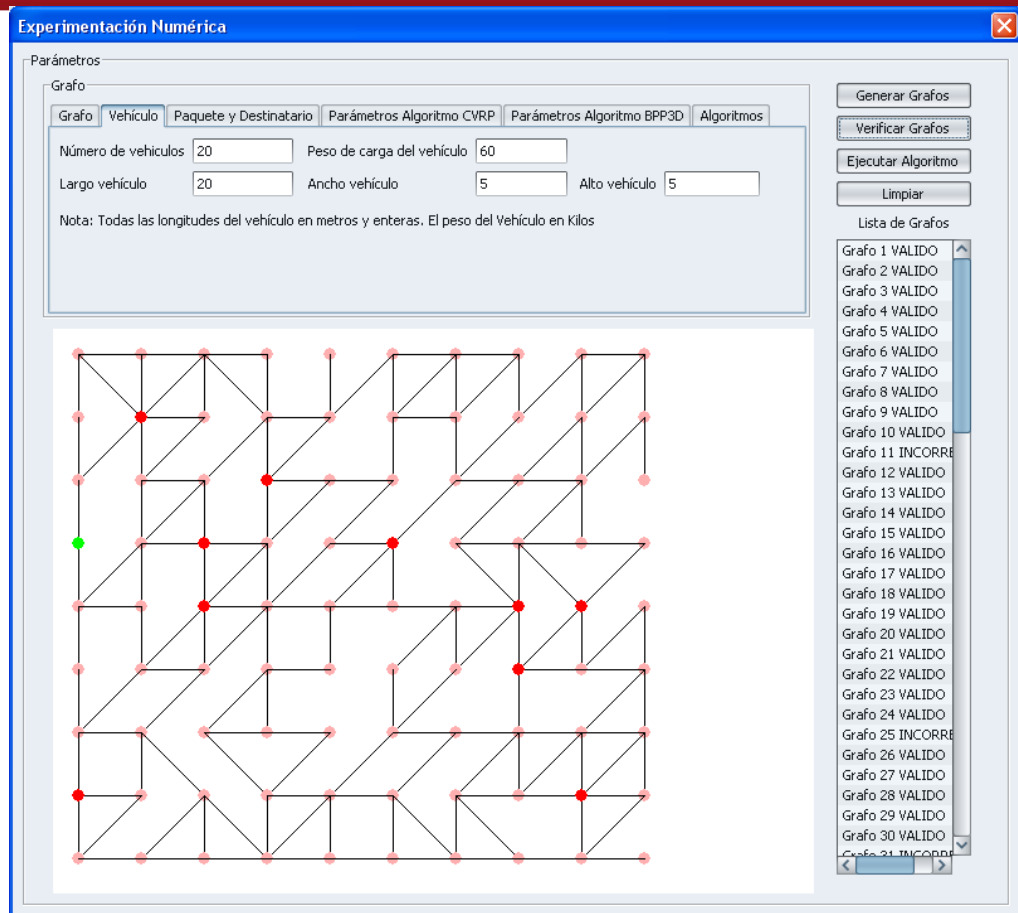 Experimentación Numérica
Parámetros
Grafo
Grafo Vehículo Paquete y Destinatario Parámetros Algoritmo CVRP Parámetros Algoritmo BPP3D Algoritmos
Número de vehiculos 20 Peso de carga del vehículo 60
Largo vehículo 20 Ancho vehículo 5 Alto vehículo 5
Nota: Todas las longitudes del vehículo en metros y enteras. El peso del Vehículo en Kilos
Generar Grafos
Verificar Grafos
Ejecutar Algoritmo
Limpiar
Lista de Grafos
Grafo 1 VALIDO
Grafo 2 VALIDO
Grafo 3 VALIDO
Grafo 4 VALIDO
Grafo 5 VALIDO
Grafo 6 VALIDO
Grafo 7 VALIDO
Grafo 8 VALIDO
Grafo 9 VALIDO
Grafo 10 VALIDO
Grafo 11 INCORRE
Grafo 12 VALIDO
Grafo 13 VALIDO
Grafo 14 VALIDO
Grafo 15 VALIDO
Grafo 16 VALIDO
Grafo 17 VALIDO
Grafo 18 VALIDO
Grafo 19 VALIDO
Grafo 20 VALIDO
Grafo 21 VALIDO
Grafo 22 VALIDO
Grafo 23 VALIDO
Grafo 24 VALIDO
Grafo 25 INCORRE
Grafo 26 VALIDO
Grafo 27 VALIDO
Grafo 28 VALIDO
Grafo 29 VALIDO
Grafo 30 VALIDO
Grafo 31 INCORRE